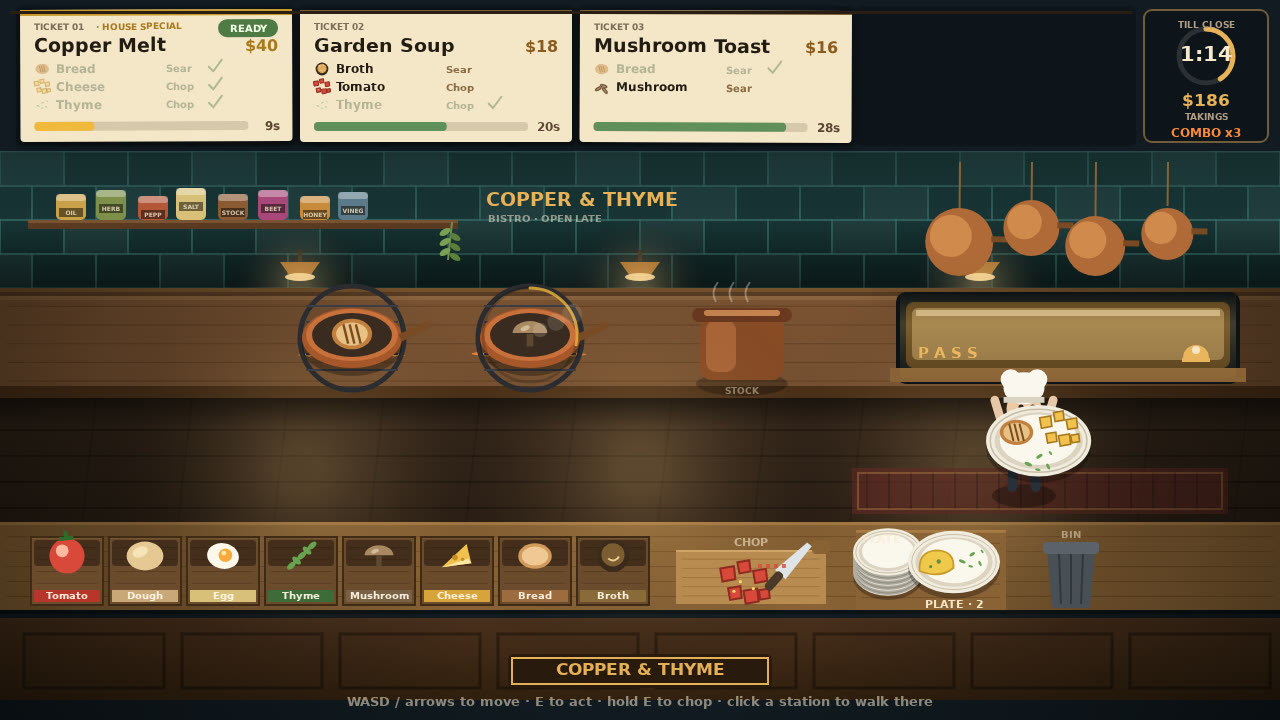 TICKET 01 · HOUSE SPECIAL READY
Copper Melt $40
Bread Sear
Cheese Chop
Thyme Chop
9s
TICKET 02
Garden Soup $18
Broth Sear
Tomato Chop
Thyme Chop
20s
TICKET 03
Mushroom Toast $16
Bread Sear
Mushroom Sear
28s
TILL CLOSE
1:14
$186
TAKINGS
COMBO x3
OIL
HERB
PEPP
SALT
STOCK
BEET
HONEY
VINEG
COPPER & THYME
BISTRO · OPEN LATE
STOCK
PASS
Tomato
Dough
Egg
Thyme
Mushroom
Cheese
Bread
Broth
CHOP
PLATE · 2
BIN
COPPER & THYME
WASD / arrows to move · E to act · hold E to chop · click a station to walk there